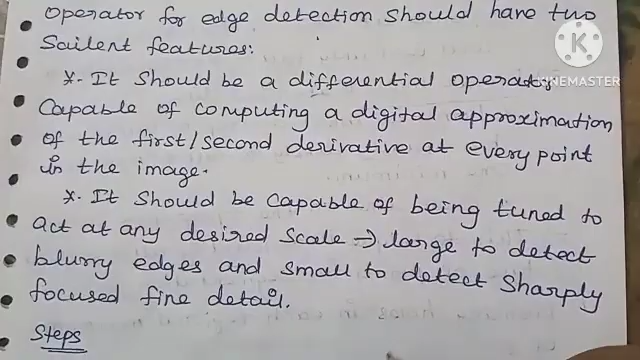 Operator for edge detection should have two
Sailent features:
*. It should be a differential operator
Capable of computing a digital approximation
of the first/second derivative at every point
in the image.
*. It should be capable of being tuned to
act at any desired scale → large to detect
blurry edges and small to detect sharply
focused fine detail.
Steps
KINEMASTER